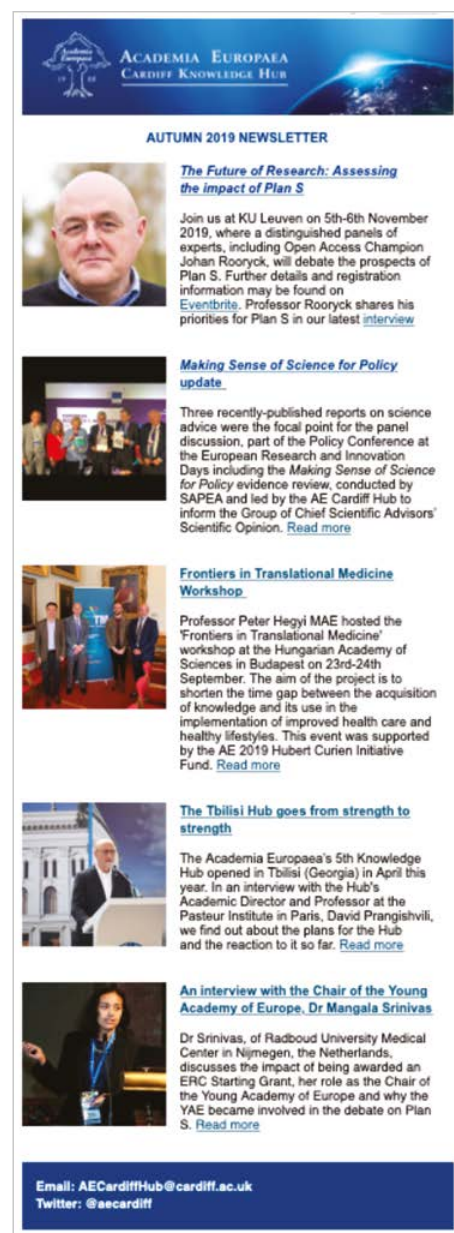 Academia Europaea
1988
ACADEMIA EUROPAEA
CARDIFF KNOWLEDGE HUB
AUTUMN 2019 NEWSLETTER
The Future of Research: Assessing
the impact of Plan S
Join us at KU Leuven on 5th-6th November
2019, where a distinguished panels of
experts, including Open Access Champion
Johan Rooryck, will debate the prospects of
Plan S. Further details and registration
information may be found on
Eventbrite. Professor Rooryck shares his
priorities for Plan S in our latest interview
Making Sense of Science for Policy
update
Three recently-published reports on science
advice were the focal point for the panel
discussion, part of the Policy Conference at
the European Research and Innovation
Days including the Making Sense of Science
for Policy evidence review, conducted by
SAPEA and led by the AE Cardiff Hub to
inform the Group of Chief Scientific Advisors'
Scientific Opinion. Read more
Frontiers in Translational Medicine
Workshop
Professor Peter Hegyi MAE hosted the
'Frontiers in Translational Medicine'
workshop at the Hungarian Academy of
Sciences in Budapest on 23rd-24th
September. The aim of the project is to
shorten the time gap between the acquisition
of knowledge and its use in the
implementation of improved health care and
healthy lifestyles. This event was supported
by the AE 2019 Hubert Curien Initiative
Fund. Read more
The Tbilisi Hub goes from strength to
strength
The Academia Europaea's 5th Knowledge
Hub opened in Tbilisi (Georgia) in April this
year. In an interview with the Hub's
Academic Director and Professor at the
Pasteur Institute in Paris, David Prangishvili,
we find out about the plans for the Hub
and the reaction to it so far. Read more
An interview with the Chair of the Young
Academy of Europe, Dr Mangala Srinivas
Dr Srinivas, of Radboud University Medical
Center in Nijmegen, the Netherlands,
discusses the impact of being awarded an
ERC Starting Grant, her role as the Chair of
the Young Academy of Europe and why the
YAE became involved in the debate on Plan
S. Read more
Email: AECardiffHub@cardiff.ac.uk
Twitter: @aecardiff